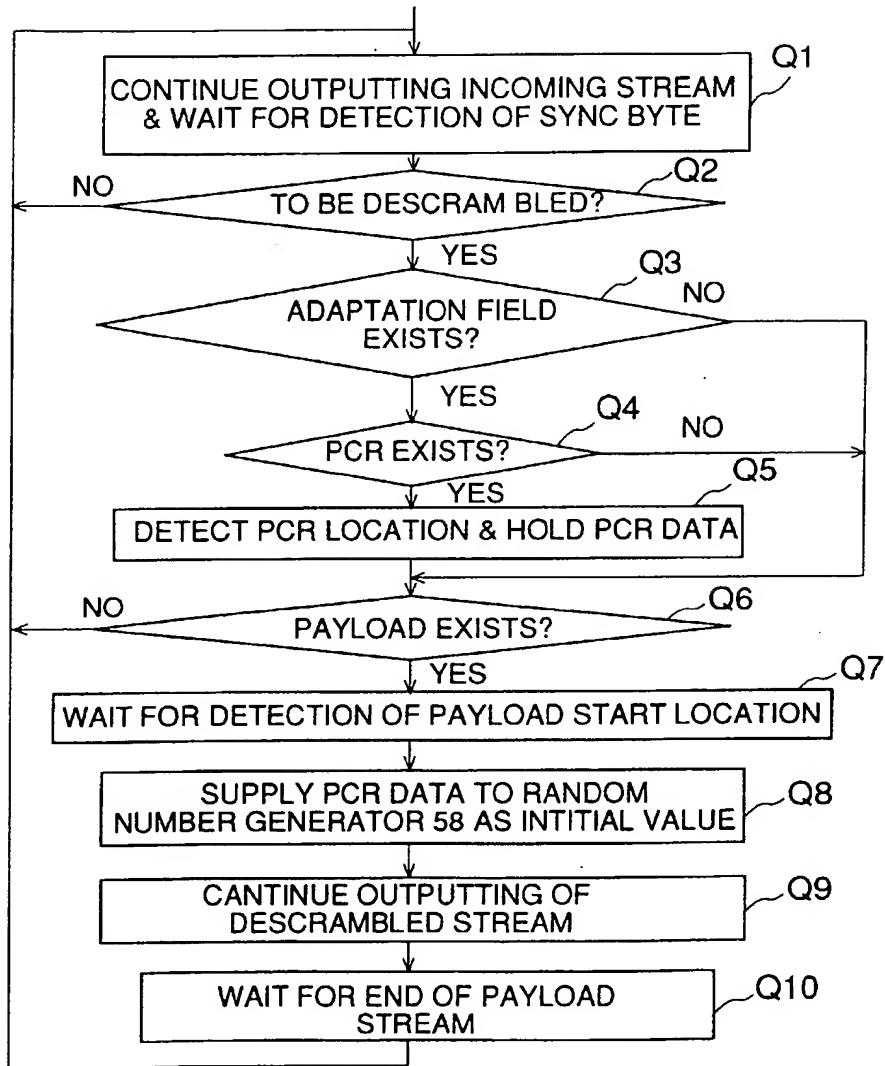 Q1
CONTINUE OUTPUTTING INCOMING STREAM
& WAIT FOR DETECTION OF SYNC BYTE
NO
Q2
TO BE DESCRAM BLED?
YES
Q3
NO
ADAPTATION FIELD
EXISTS?
YES
Q4
NO
PCR EXISTS?
YES
Q5
DETECT PCR LOCATION & HOLD PCR DATA
NO
Q6
PAYLOAD EXISTS?
YES
Q7
WAIT FOR DETECTION OF PAYLOAD START LOCATION
SUPPLY PCR DATA TO RANDOM
NUMBER GENERATOR 58 AS INTITIAL VALUE
Q8
CANTINUE OUTPUTTING OF
DESCRAMBLED STREAM
Q9
WAIT FOR END OF PAYLOAD
STREAM
Q10